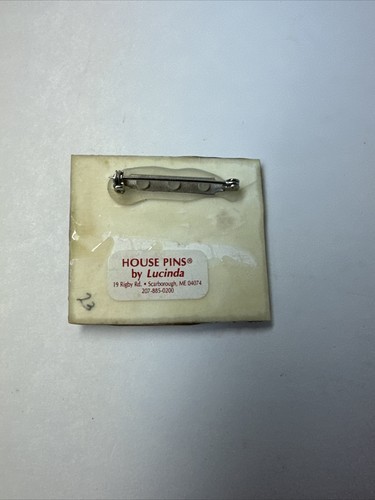 HOUSE PINS®
by Lucinda
19 Rigby Rd. • Scarborough, ME 04074
207-885-0200
23